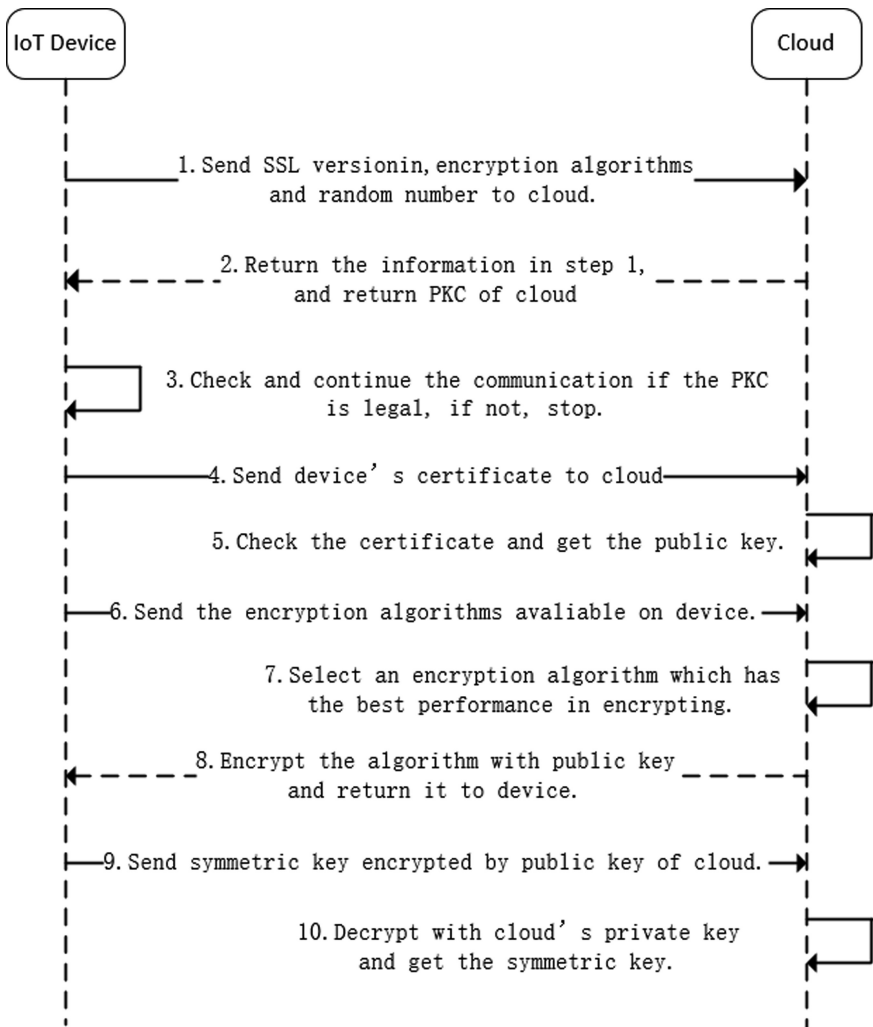 IoT Device
Cloud
1.Send SSL versionin,encryption algorithms
and random number to cloud.
2.Return the information in step 1,
and return PKC of cloud
3.Check and continue the communication if the PKC
is legal, if not, stop.
4.Send device’s certificate to cloud
5.Check the certificate and get the public key.
6.Send the encryption algorithms avaliable on device.
7.Select an encryption algorithm which has
the best performance in encrypting.
8.Encrypt the algorithm with public key
and return it to device.
9.Send symmetric key encrypted by public key of cloud.
10.Decrypt with cloud’s private key
and get the symmetric key.